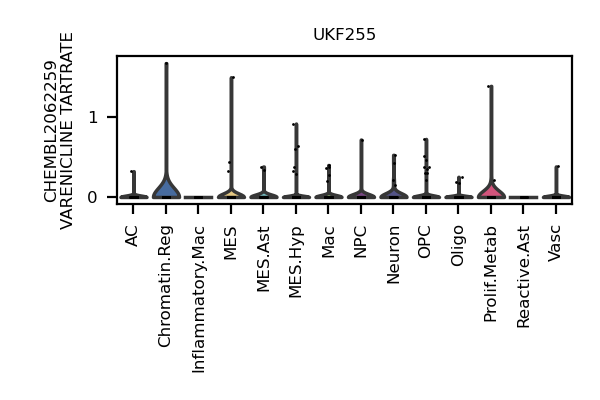 UKF255
CHEMBL2062259
VARENICLINE TARTRATE
1
0
AC
Chromatin.Reg
Inflammatory.Mac
MES
MES.Ast
MES.Hyp
Mac
NPC
Neuron
OPC
Oligo
Prolif.Metab
Reactive.Ast
Vasc